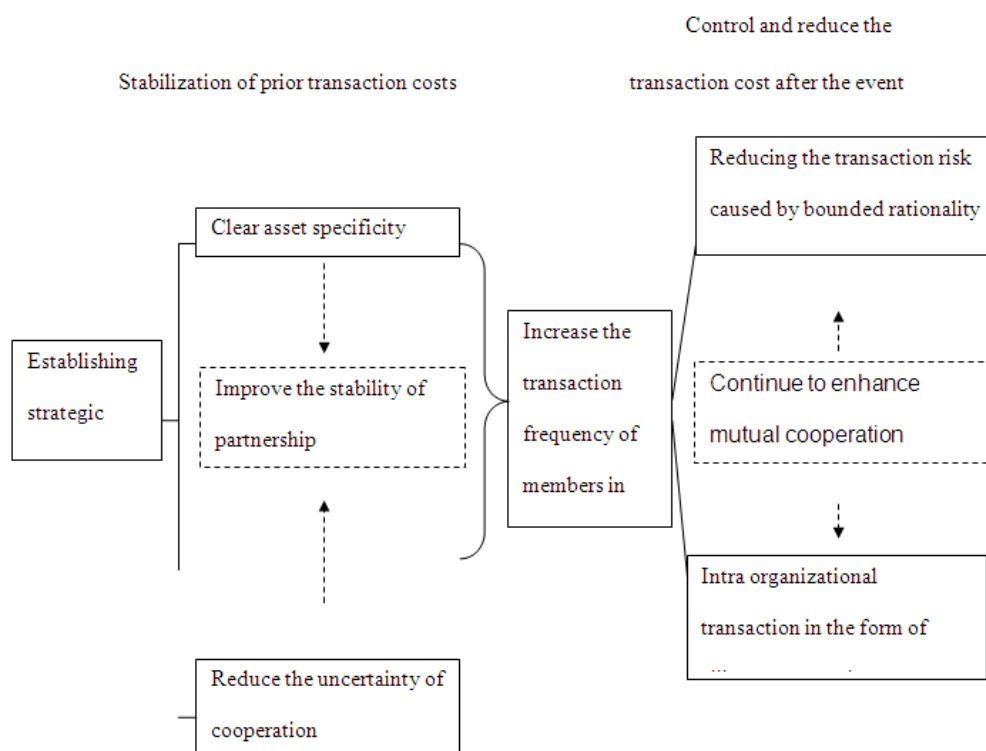 Control and reduce the
Stabilization of prior transaction costs
transaction cost after the event
Reducing the transaction risk
caused by bounded rationality
Clear asset specificity
Establishing
strategic
Improve the stability of
partnership
Increase the
transaction
frequency of
members in
Continue to enhance
mutual cooperation
Intra organizational
transaction in the form of
Reduce the uncertainty of
cooperation